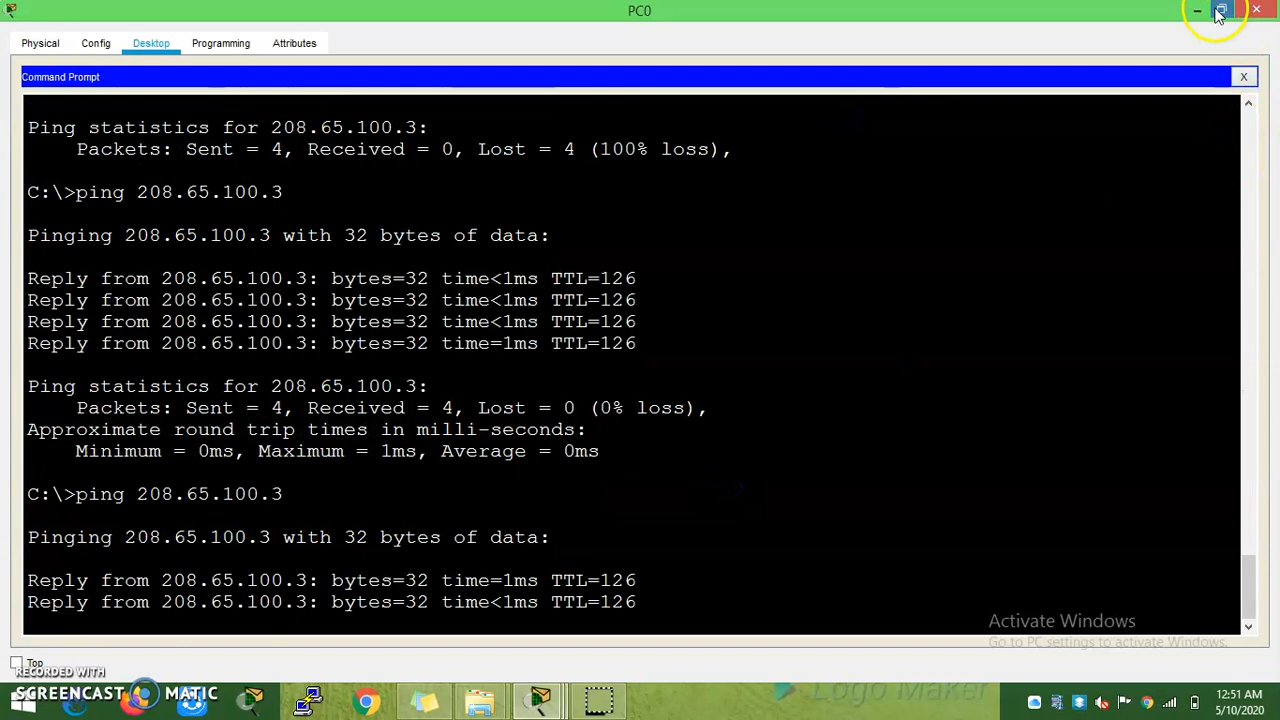 PC0
Physical Config Desktop Programming Attributes
Command Prompt X
Ping statistics for 208.65.100.3:
Packets: Sent = 4, Received = 0, Lost = 4 (100% loss),
C:\>ping 208.65.100.3
Pinging 208.65.100.3 with 32 bytes of data:
Reply from 208.65.100.3: bytes=32 time<1ms TTL=126
Reply from 208.65.100.3: bytes=32 time<1ms TTL=126
Reply from 208.65.100.3: bytes=32 time<1ms TTL=126
Reply from 208.65.100.3: bytes=32 time=1ms TTL=126
Ping statistics for 208.65.100.3:
Packets: Sent = 4, Received = 4, Lost = 0 (0% loss),
Approximate round trip times in milli-seconds:
Minimum = 0ms, Maximum = 1ms, Average = 0ms
C:\>ping 208.65.100.3
Pinging 208.65.100.3 with 32 bytes of data:
Reply from 208.65.100.3: bytes=32 time=1ms TTL=126
Reply from 208.65.100.3: bytes=32 time<1ms TTL=126
Activate Windows
Go to PC settings to activate Windows.
Top
RECORDED WITH
SCREENCAST MATIC
Logo Maker
12:51 AM
5/10/2020